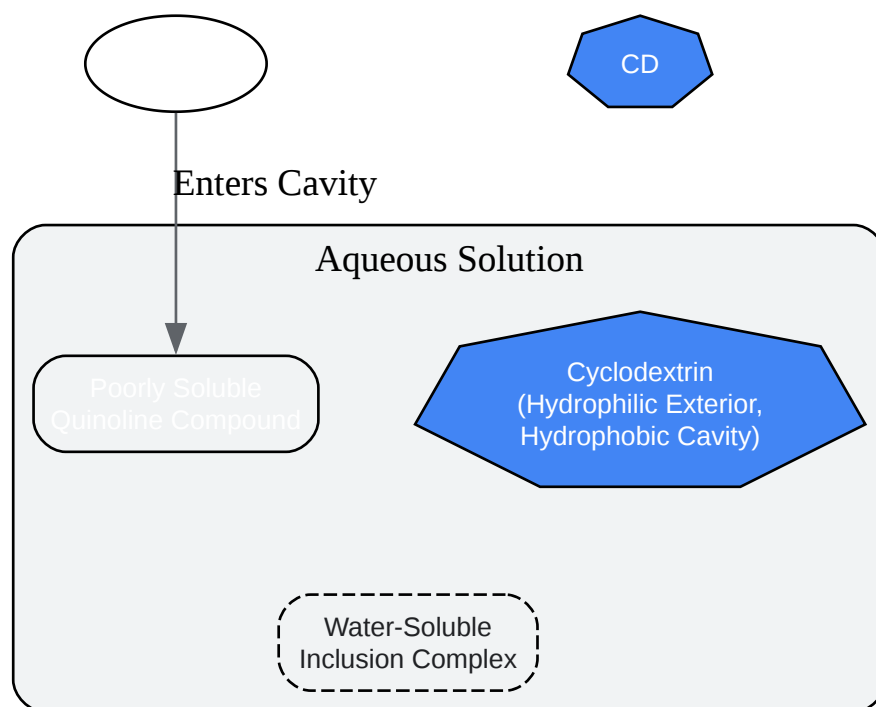 CD
Enters Cavity
Aqueous Solution
Poorly Soluble
Quinoline Compound
Cyclodextrin
(Hydrophilic Exterior,
Hydrophobic Cavity)
Water-Soluble
Inclusion Complex